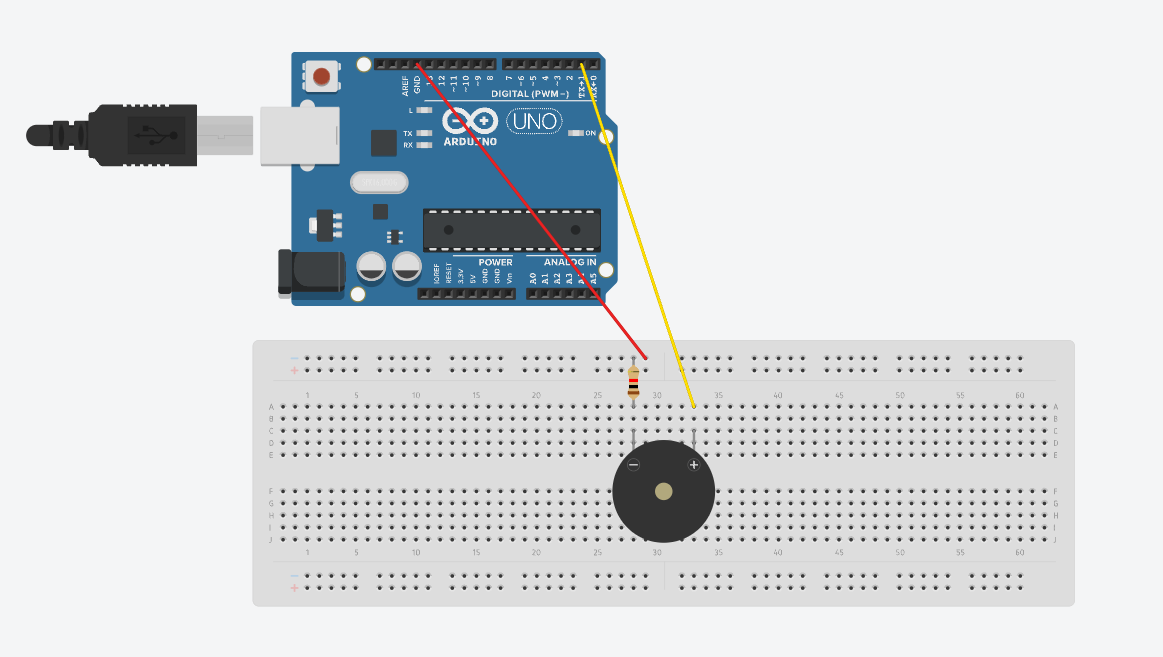 AREF
GND
13
12
~11
~10
~9
8
7
~6
~5
4
~3
2
TX→1
RX←0
DIGITAL (PWM~)
L
TX
RX
ARDUINO
UNO
ON
POWER
ANALOG IN
IOREF
RESET
3.3V
5V
GND
GND
Vin
A0
A1
A2
A3
A4
A5
− −
+ +
1 5 10 15 20 25 30 35 40 45 50 55 60
A A
B B
C C
D D
E E
F F
G G
H H
I I
J J
1 5 10 15 20 25 30 35 40 45 50 55 60
−
+